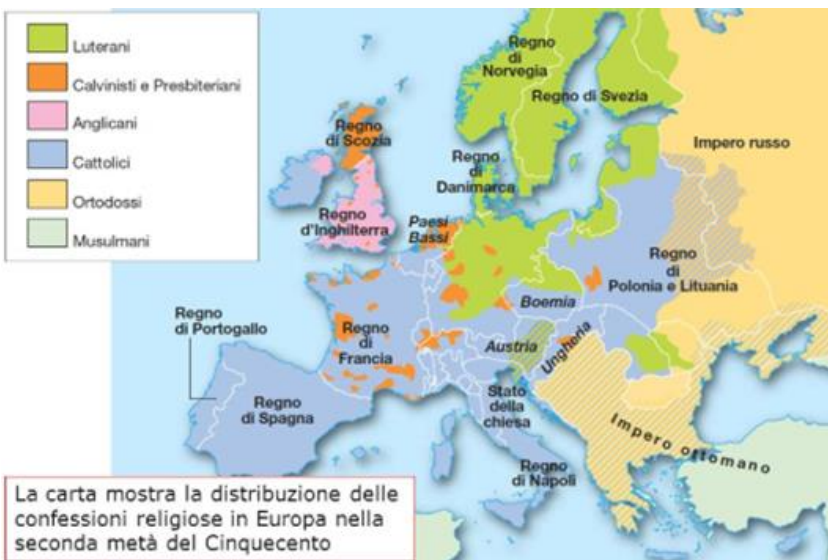 Luterani
Calvinisti e Presbiteriani
Anglicani
Cattolici
Ortodossi
Musulmani
Regno
di
Norvegia
Regno di Svezia
Regno
di Scozia
Impero russo
Regno
di
Danimarca
Regno
d'Inghilterra
Paesi
Bassi
Regno
di
Polonia e Lituania
Boemia
Regno
di Portogallo
Regno
di
Francia
Austria
Ungheria
Regno
di Spagna
Stato
della
chiesa
Impero ottomano
Regno
di Napoli
La carta mostra la distribuzione delle
confessioni religiose in Europa nella
seconda metà del Cinquecento